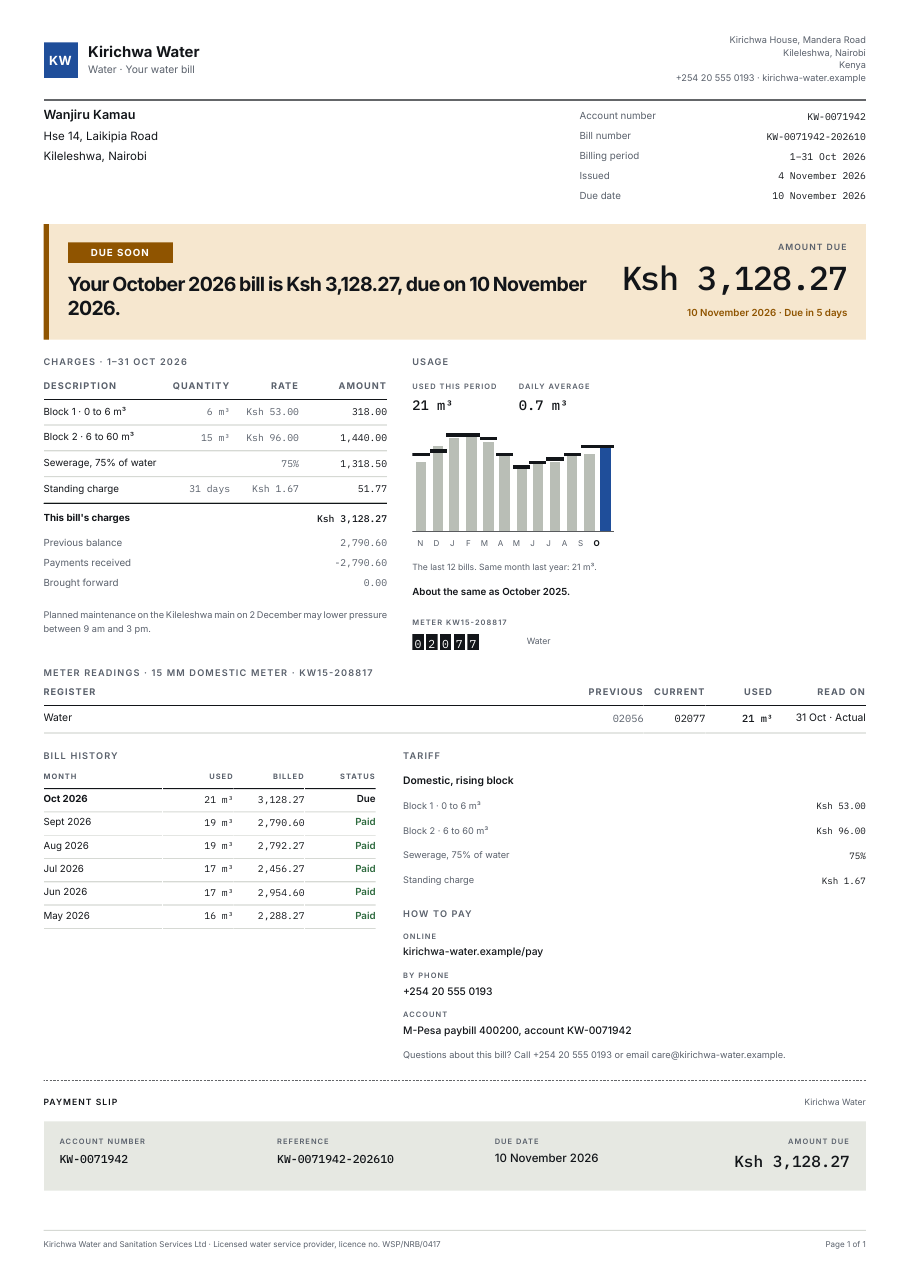 KW
Kirichwa Water
Water · Your water bill
Kirichwa House, Mandera Road
Kileleshwa, Nairobi
Kenya
+254 20 555 0193 · kirichwa-water.example
Wanjiru Kamau
Hse 14, Laikipia Road
Kileleshwa, Nairobi
Account number KW-0071942
Bill number KW-0071942-202610
Billing period 1–31 Oct 2026
Issued 4 November 2026
Due date 10 November 2026
DUE SOON
Your October 2026 bill is Ksh 3,128.27, due on 10 November
2026.
AMOUNT DUE
Ksh 3,128.27
10 November 2026 · Due in 5 days
CHARGES · 1–31 OCT 2026
DESCRIPTION QUANTITY RATE AMOUNT
Block 1 · 0 to 6 m³ 6 m³ Ksh 53.00 318.00
Block 2 · 6 to 60 m³ 15 m³ Ksh 96.00 1,440.00
Sewerage, 75% of water 75% 1,318.50
Standing charge 31 days Ksh 1.67 51.77
This bill's charges Ksh 3,128.27
Previous balance 2,790.60
Payments received -2,790.60
Brought forward 0.00
Planned maintenance on the Kileleshwa main on 2 December may lower pressure
between 9 am and 3 pm.
USAGE
USED THIS PERIOD DAILY AVERAGE
21 m³ 0.7 m³
N D J F M A M J J A S O
The last 12 bills. Same month last year: 21 m³.
About the same as October 2025.
METER KW15-208817
02077 Water
METER READINGS · 15 MM DOMESTIC METER · KW15-208817
REGISTER PREVIOUS CURRENT USED READ ON
Water 02056 02077 21 m³ 31 Oct · Actual
BILL HISTORY
MONTH USED BILLED STATUS
Oct 2026 21 m³ 3,128.27 Due
Sept 2026 19 m³ 2,790.60 Paid
Aug 2026 19 m³ 2,792.27 Paid
Jul 2026 17 m³ 2,456.27 Paid
Jun 2026 17 m³ 2,954.60 Paid
May 2026 16 m³ 2,288.27 Paid
TARIFF
Domestic, rising block
Block 1 · 0 to 6 m³ Ksh 53.00
Block 2 · 6 to 60 m³ Ksh 96.00
Sewerage, 75% of water 75%
Standing charge Ksh 1.67
HOW TO PAY
ONLINE
kirichwa-water.example/pay
BY PHONE
+254 20 555 0193
ACCOUNT
M-Pesa paybill 400200, account KW-0071942
Questions about this bill? Call +254 20 555 0193 or email care@kirichwa-water.example.
PAYMENT SLIP Kirichwa Water
ACCOUNT NUMBER REFERENCE DUE DATE AMOUNT DUE
KW-0071942 KW-0071942-202610 10 November 2026 Ksh 3,128.27
Kirichwa Water and Sanitation Services Ltd · Licensed water service provider, licence no. WSP/NRB/0417 Page 1 of 1